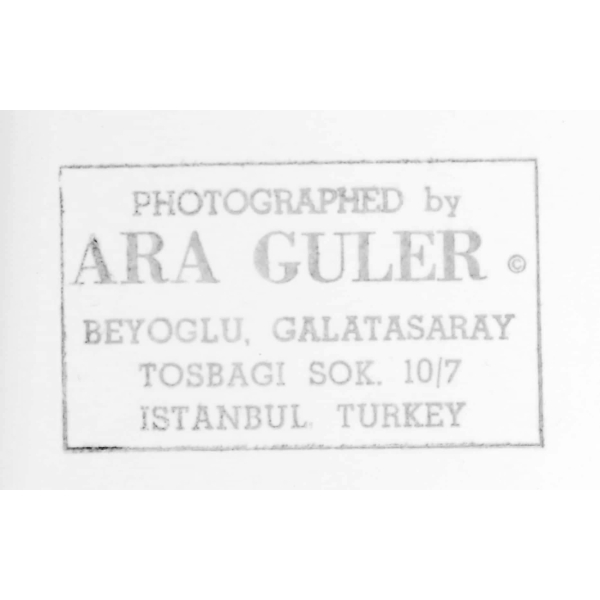 PHOTOGRAPHED by
ARA GULER ©
BEYOGLU, GALATASARAY
TOSBAGI SOK. 10/7
ISTANBUL, TURKEY